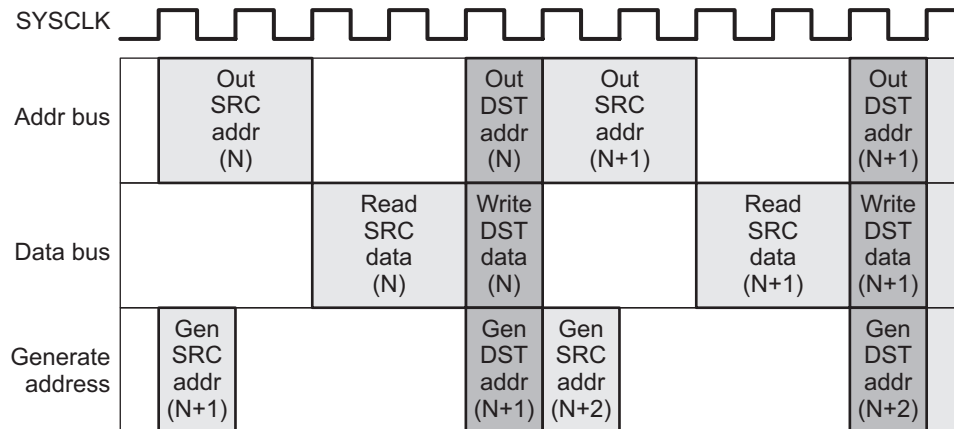 SYSCLK
Addr bus
Out
SRC
addr
(N)
Out
DST
addr
(N)
Out
SRC
addr
(N+1)
Out
DST
addr
(N+1)
Data bus
Read
SRC
data
(N)
Write
DST
data
(N)
Read
SRC
data
(N+1)
Write
DST
data
(N+1)
Generate
address
Gen
SRC
addr
(N+1)
Gen
DST
addr
(N+1)
Gen
SRC
addr
(N+2)
Gen
DST
addr
(N+2)